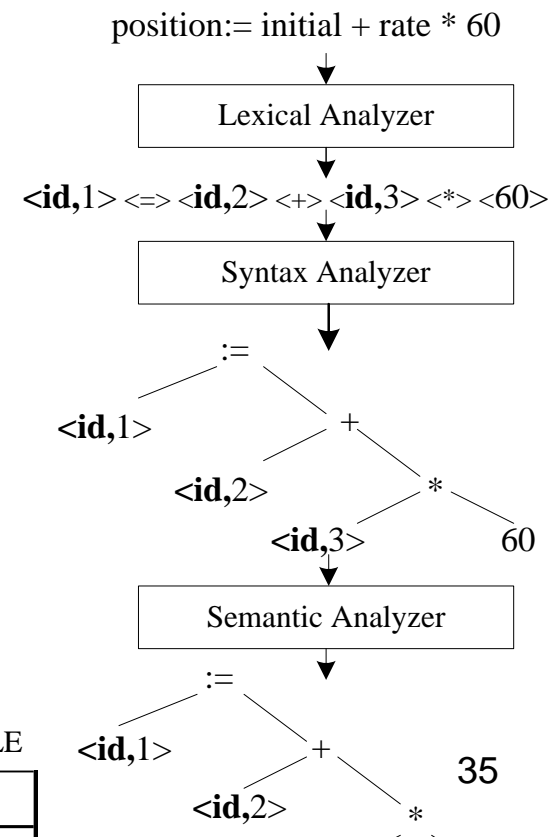 position:= initial + rate * 60
Lexical Analyzer
<id,1> <=> <id,2> <+> <id,3> <*> <60>
Syntax Analyzer
:=
<id,1> +
<id,2> *
<id,3> 60
Semantic Analyzer
:=
<id,1> +
35
<id,2> *